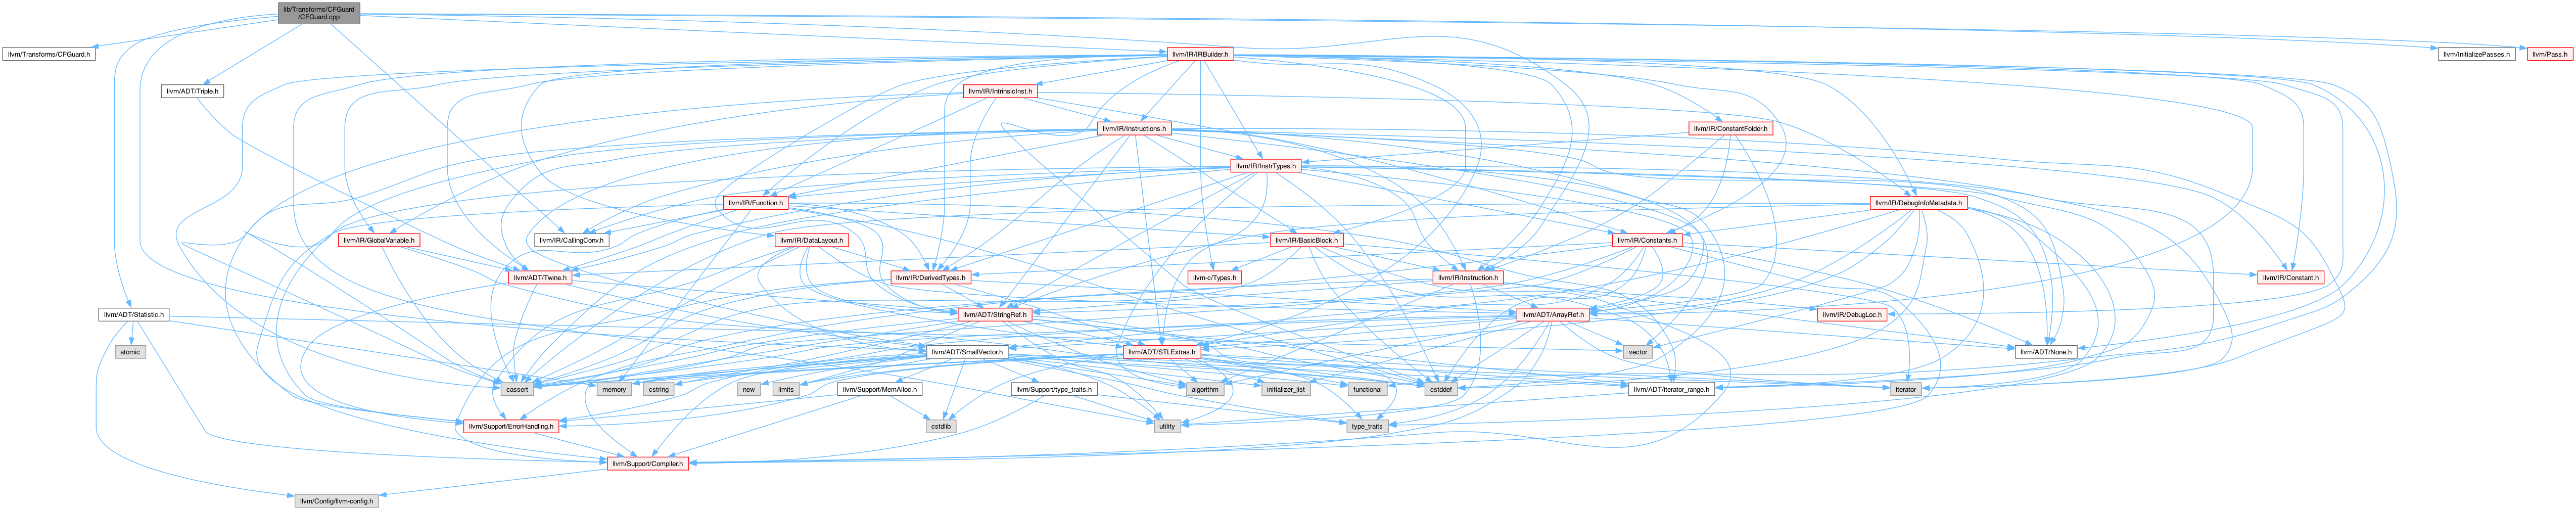 lib/Transforms/CFGuard
/CFGuard.cpp
llvm/Transforms/CFGuard.h
llvm/IR/IRBuilder.h
llvm/InitializePasses.h
llvm/Pass.h
llvm/ADT/Triple.h
llvm/IR/IntrinsicInst.h
llvm/IR/Instructions.h
llvm/IR/ConstantFolder.h
llvm/IR/InstrTypes.h
llvm/IR/Function.h
llvm/IR/DebugInfoMetadata.h
llvm/IR/GlobalVariable.h
llvm/IR/CallingConv.h
llvm/IR/DataLayout.h
llvm/IR/BasicBlock.h
llvm/IR/Constants.h
llvm/ADT/Twine.h
llvm/IR/DerivedTypes.h
llvm-c/Types.h
llvm/IR/Instruction.h
llvm/IR/Constant.h
llvm/ADT/Statistic.h
llvm/ADT/StringRef.h
llvm/ADT/ArrayRef.h
llvm/IR/DebugLoc.h
atomic
llvm/ADT/SmallVector.h
llvm/ADT/STLExtras.h
vector
llvm/ADT/None.h
cassert
memory
cstring
new
limits
llvm/Support/MemAlloc.h
llvm/Support/type_traits.h
algorithm
initializer_list
functional
cstddef
llvm/ADT/iterator_range.h
iterator
llvm/Support/ErrorHandling.h
cstdlib
utility
type_traits
llvm/Support/Compiler.h
llvm/Config/llvm-config.h